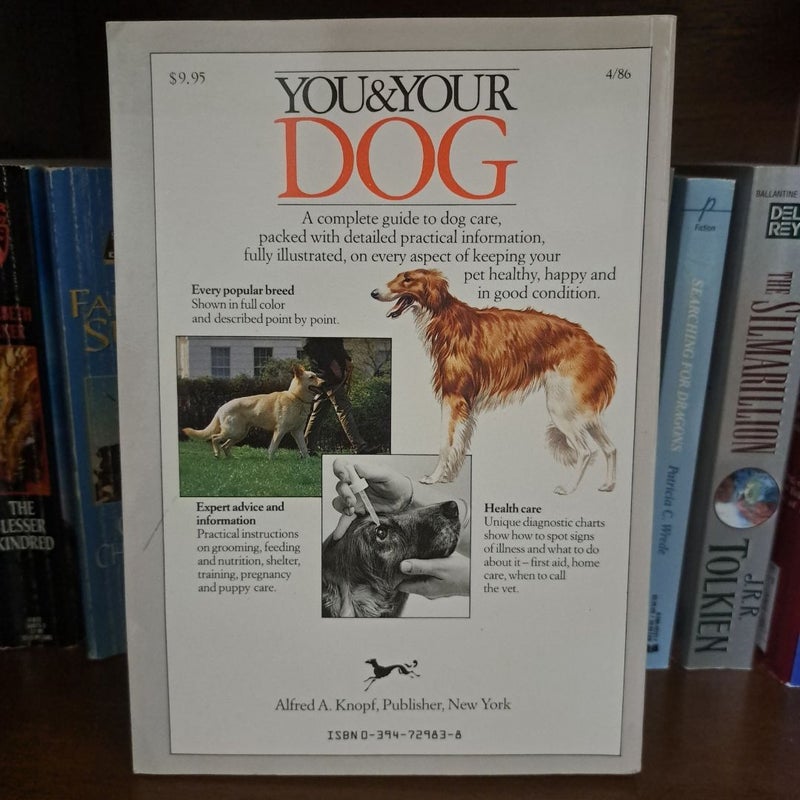 $9.95
4/86
YOU&YOUR
DOG
A complete guide to dog care,
packed with detailed practical information,
fully illustrated, on every aspect of keeping your
pet healthy, happy and
in good condition.
Every popular breed
Shown in full color
and described point by point.
Expert advice and
information
Practical instructions
on grooming, feeding
and nutrition, shelter,
training, pregnancy
and puppy care.
Health care
Unique diagnostic charts
show how to spot signs
of illness and what to do
about it – first aid, home
care, when to call
the vet.
Alfred A. Knopf, Publisher, New York
ISBN 0-394-72983-8
THE
LESSER
KINDRED
P
Fiction
SEARCHING FOR DRAGONS
Patricia C. Wrede
BALLANTINE
DEL
REY
THE SILMARILLION
J.R.R.
TOLKIEN